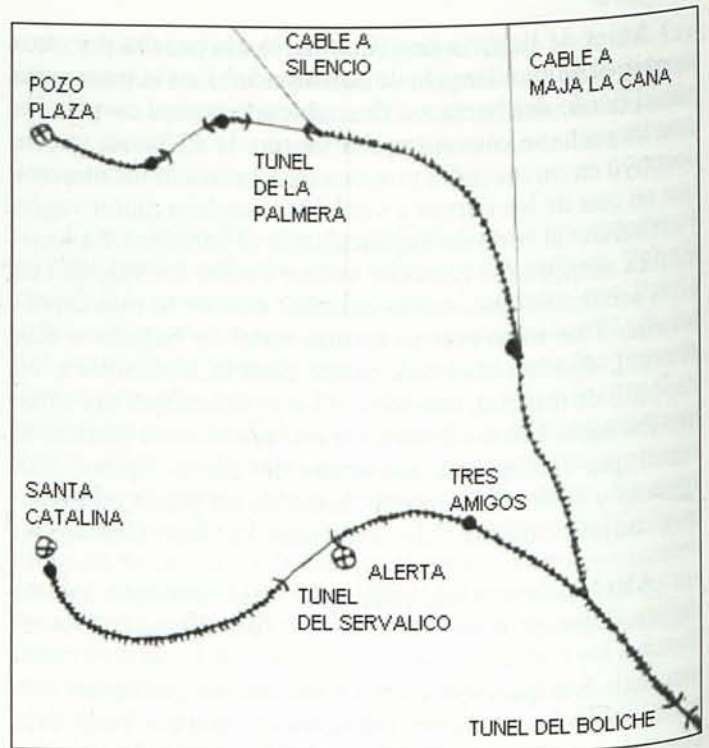 CABLE A
SILENCIO
CABLE A
MAJA LA CANA
POZO
PLAZA
TUNEL
DE LA
PALMERA
SANTA
CATALINA
TRES
AMIGOS
ALERTA
TUNEL
DEL SERVALICO
TUNEL DEL BOLICHE